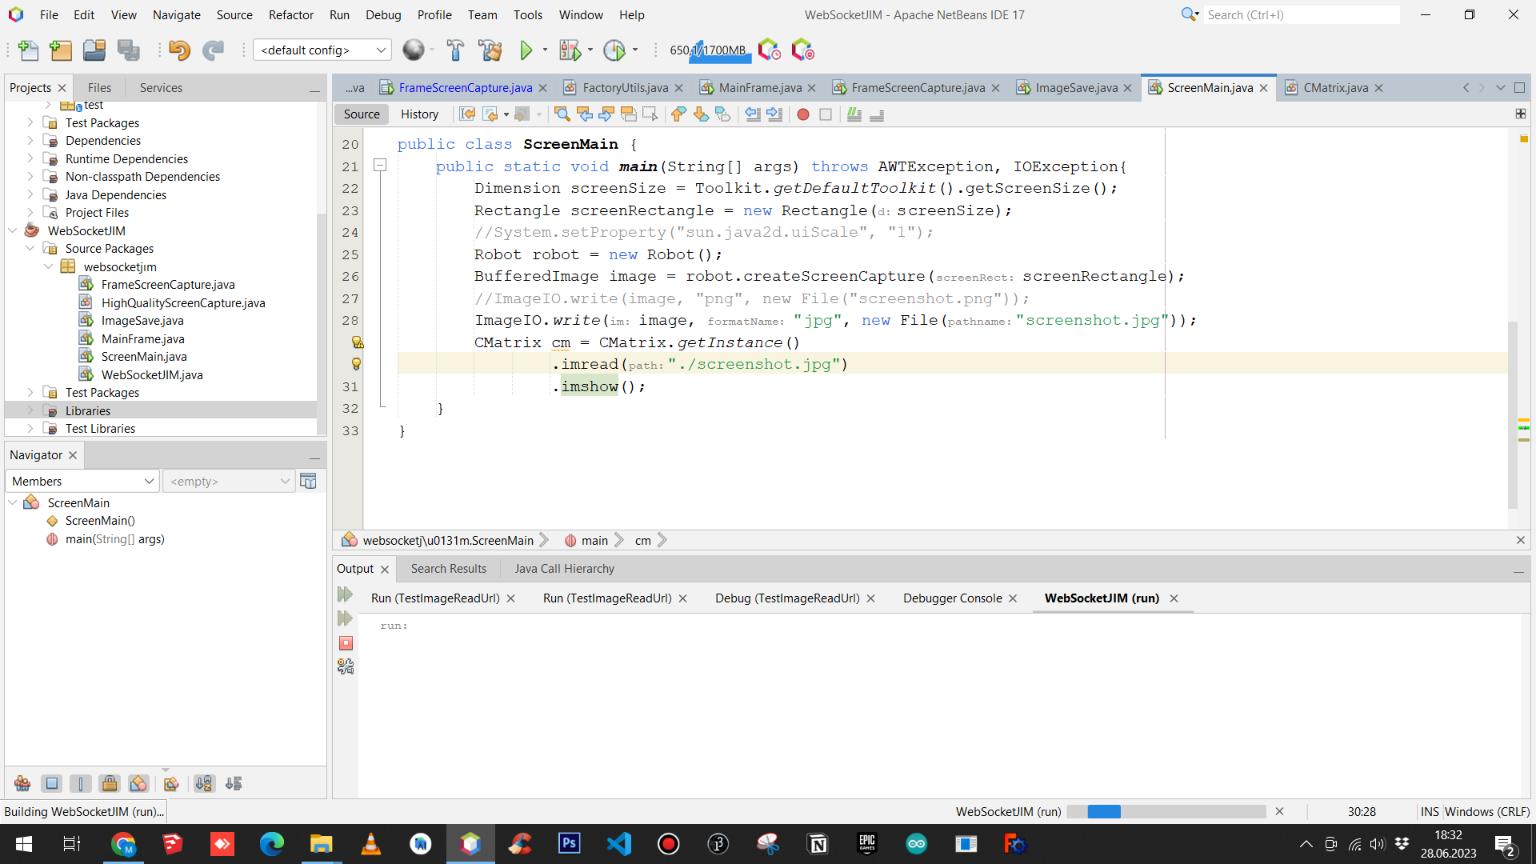 File Edit View Navigate Source Refactor Run Debug Profile Team Tools Window Help
WebSocketJIM - Apache NetBeans IDE 17
Search (Ctrl+I)
<default config>
Projects
Files
Services
test
Test Packages
Dependencies
Runtime Dependencies
Non-classpath Dependencies
Java Dependencies
Project Files
WebSocketJIM
Source Packages
websocketjım
FrameScreenCapture.java
HighQualityScreenCapture.java
ImageSave.java
MainFrame.java
ScreenMain.java
WebSocketJIM.java
Test Packages
Libraries
Test Libraries
Navigator
Members
<empty>
ScreenMain
ScreenMain()
main(String[] args)
...va
FrameScreenCapture.java
FactoryUtils.java
MainFrame.java
FrameScreenCapture.java
ImageSave.java
ScreenMain.java
CMatrix.java
Source
History
20 public class ScreenMain {
21 public static void main(String[] args) throws AWTException, IOException{
22 Dimension screenSize = Toolkit.getDefaultToolkit().getScreenSize();
23 Rectangle screenRectangle = new Rectangle(d: screenSize);
24 //System.setProperty("sun.java2d.uiScale", "1");
25 Robot robot = new Robot();
26 BufferedImage image = robot.createScreenCapture(screenRect: screenRectangle);
27 //ImageIO.write(image, "png", new File("screenshot.png"));
28 ImageIO.write(im: image, formatName: "jpg", new File(pathname: "screenshot.jpg"));
CMatrix cm = CMatrix.getInstance()
.imread(path: "./screenshot.jpg")
31 .imshow();
32 }
33 }
websocketj\u0131m.ScreenMain
main
cm
Output
Search Results
Java Call Hierarchy
Run (TestImageReadUrl)
Run (TestImageReadUrl)
Debug (TestImageReadUrl)
Debugger Console
WebSocketJIM (run)
run:
Building WebSocketJIM (run)...
WebSocketJIM (run)
30:28
INS
Windows (CRLF)
Ps
EPIC
GAMES
18:32
28.06.2023
2